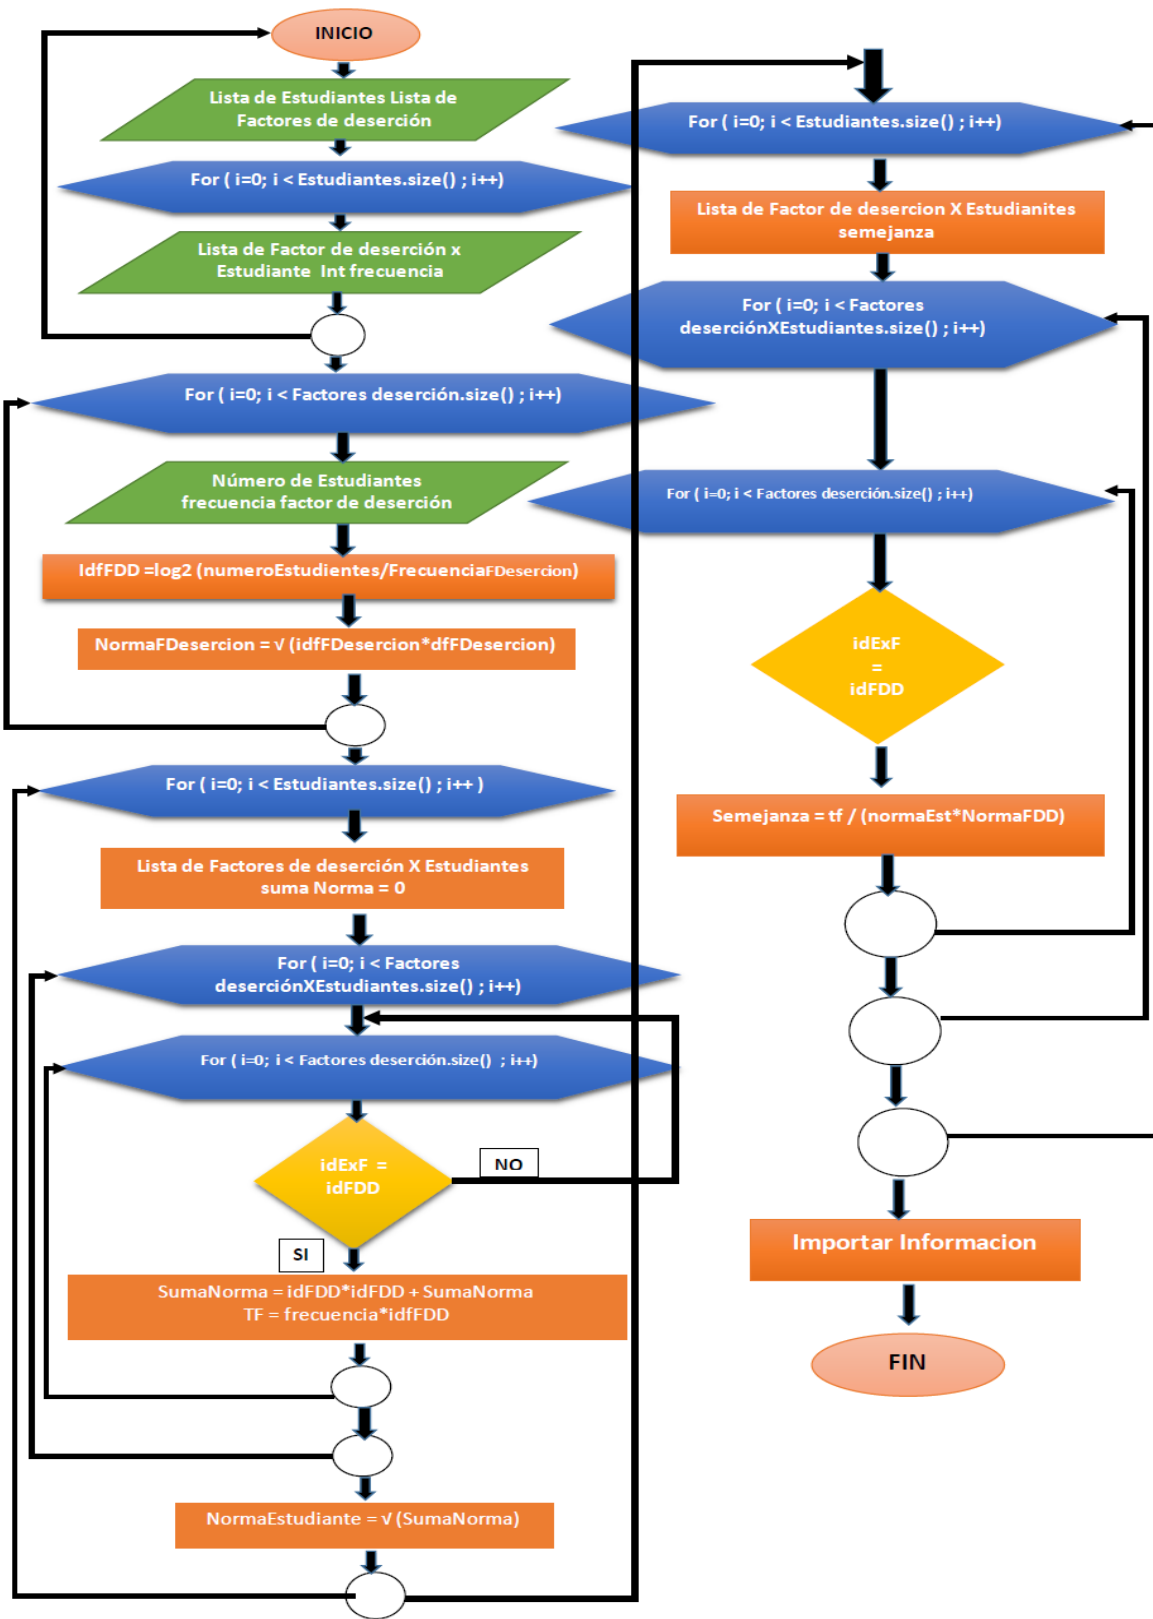 INICIO
Lista de Estudiantes Lista de
Factores de deserción
For ( i=0; i < Estudiantes.size() ; i++)
Lista de Factor de deserción x
Estudiante  Int frecuencia
For ( i=0; i < Factores deserción.size() ; i++)
Número de Estudiantes
frecuencia factor de deserción
IdfFDD =log2 (numeroEstudientes/FrecuenciaFDesercion)
NormaFDesercion = √ (idfFDesercion*dfFDesercion)
For ( i=0; i < Estudiantes.size() ; i++ )
Lista de Factores de deserción X Estudiantes
suma Norma = 0
For ( i=0; i < Factores
deserciónXEstudiantes.size() ; i++)
For ( i=0; i < Factores deserción.size()  ; i++)
idExF  =
idFDD
NO
SI
SumaNorma = idFDD*idFDD + SumaNorma
TF = frecuencia*idfFDD
NormaEstudiante = √ (SumaNorma)
For ( i=0; i < Estudiantes.size() ; i++)
Lista de Factor de desercion X Estudianites
semejanza
For ( i=0; i < Factores
deserciónXEstudiantes.size() ; i++)
For ( i=0; i < Factores deserción.size() ; i++)
idExF
=
idFDD
Semejanza = tf / (normaEst*NormaFDD)
Importar Informacion
FIN